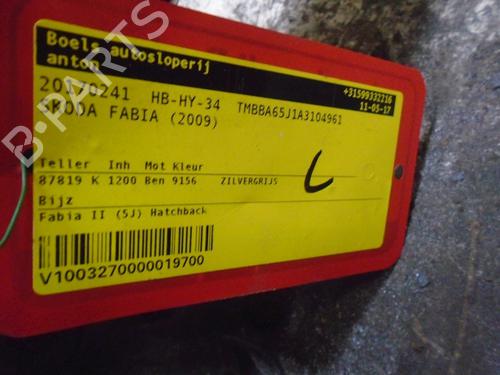 Boels autosloperij
anton
+31599332216
11-05-17
20170241 HB-HY-34 TMBBA65J1A3104961
SKODA FABIA (2009)
Teller Inh Mot Kleur
87819 K 1200 Ben 9156 ZILVERGRIJS
L
Bijz
Fabia II (5J) Hatchback
V1003270000019700
B-PARTS